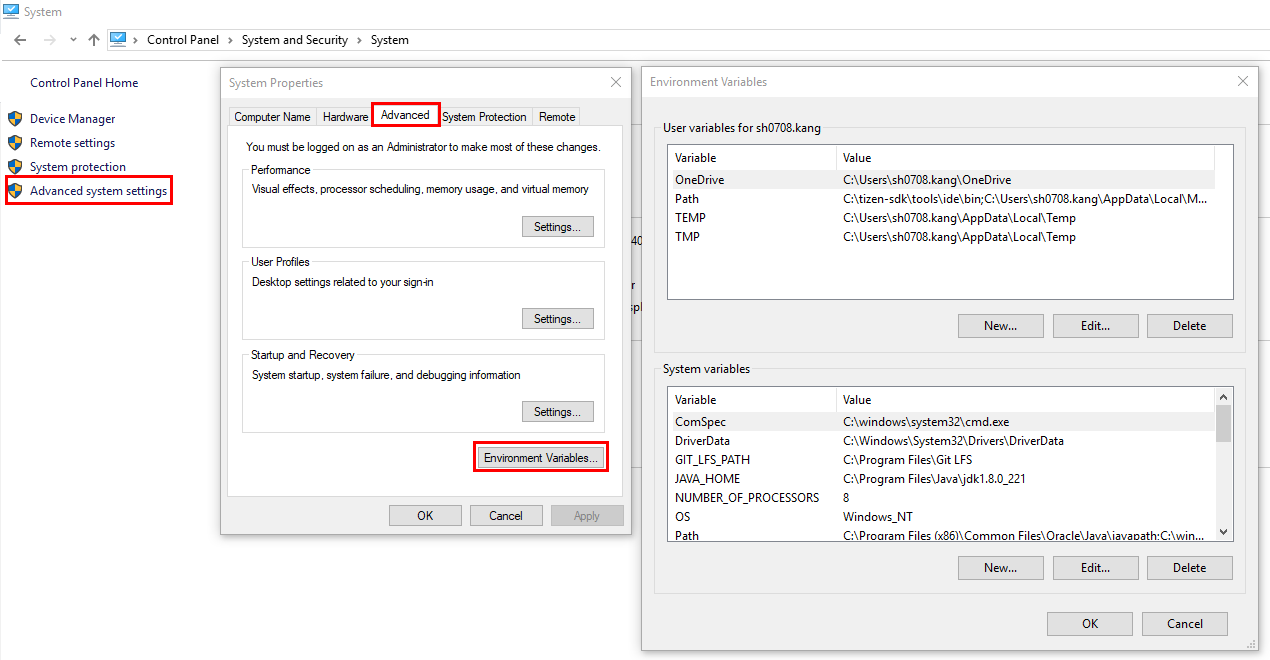 System
Control Panel › System and Security › System
Control Panel Home
Device Manager
Remote settings
System protection
Advanced system settings
System Properties
Computer Name Hardware Advanced System Protection Remote
You must be logged on as an Administrator to make most of these changes.
Performance
Visual effects, processor scheduling, memory usage, and virtual memory
Settings...
User Profiles
Desktop settings related to your sign-in
Settings...
Startup and Recovery
System startup, system failure, and debugging information
Settings...
Environment Variables...
OK Cancel Apply
40
r
spl
Environment Variables
User variables for sh0708.kang
Variable Value
OneDrive C:\Users\sh0708.kang\OneDrive
Path C:\tizen-sdk\tools\ide\bin;C:\Users\sh0708.kang\AppData\Local\M...
TEMP C:\Users\sh0708.kang\AppData\Local\Temp
TMP C:\Users\sh0708.kang\AppData\Local\Temp
New... Edit... Delete
System variables
Variable Value
ComSpec C:\windows\system32\cmd.exe
DriverData C:\Windows\System32\Drivers\DriverData
GIT_LFS_PATH C:\Program Files\Git LFS
JAVA_HOME C:\Program Files\Java\jdk1.8.0_221
NUMBER_OF_PROCESSORS 8
OS Windows_NT
Path C:\Program Files (x86)\Common Files\Oracle\Java\javapath;C:\win...
New... Edit... Delete
OK Cancel